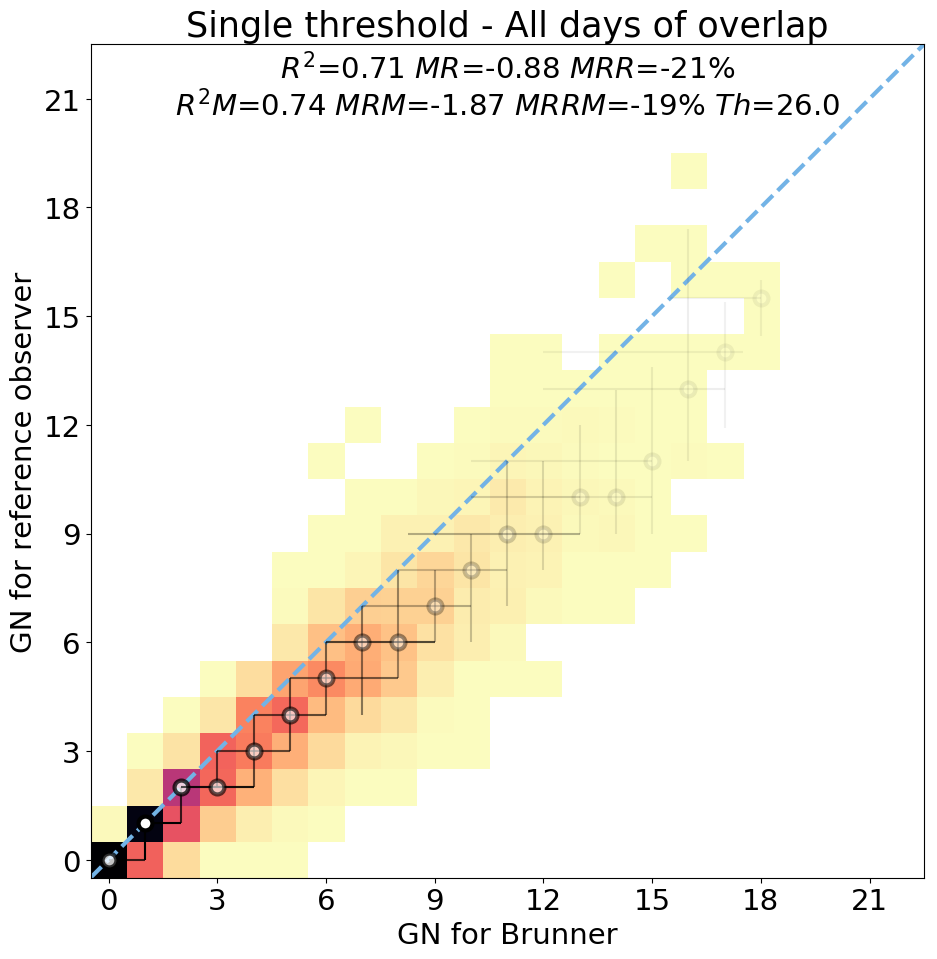 Single threshold - All days of overlap
R²=0.71 MR=-0.88 MRR=-21%
R²M=0.74 MRM=-1.87 MRRM=-19% Th=26.0
GN for reference observer
21
18
15
12
9
6
3
0
0 3 6 9 12 15 18 21
GN for Brunner